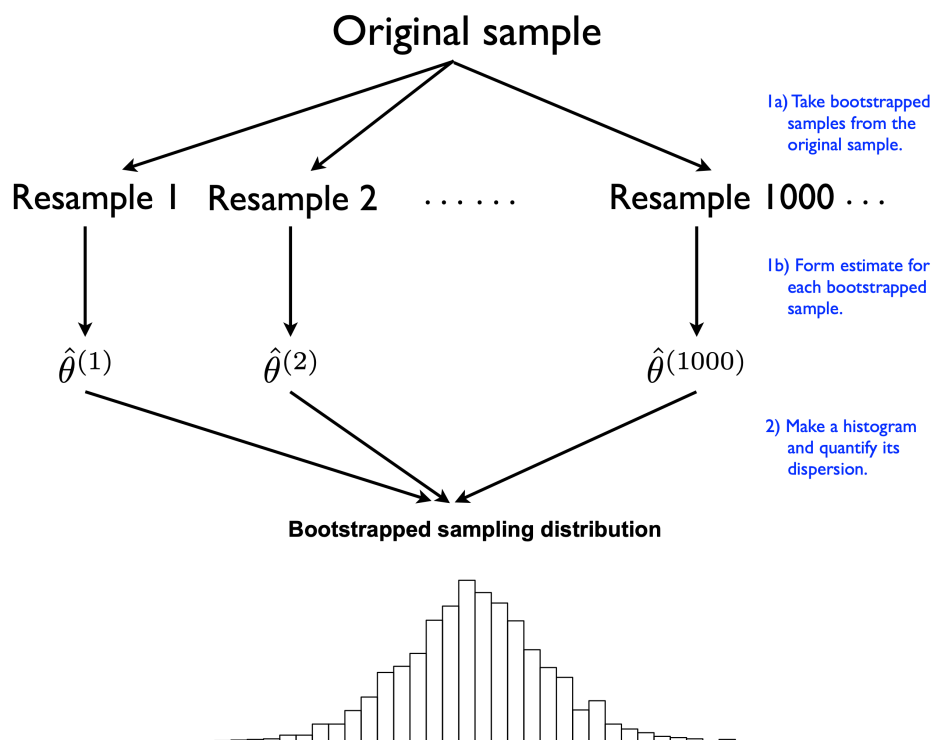 Original sample
1a) Take bootstrapped
samples from the
original sample.
Resample 1 Resample 2 . . . . . . Resample 1000 . . .
1b) Form estimate for
each bootstrapped
sample.
θ̂⁽¹⁾ θ̂⁽²⁾ θ̂⁽¹⁰⁰⁰⁾
2) Make a histogram
and quantify its
dispersion.
Bootstrapped sampling distribution